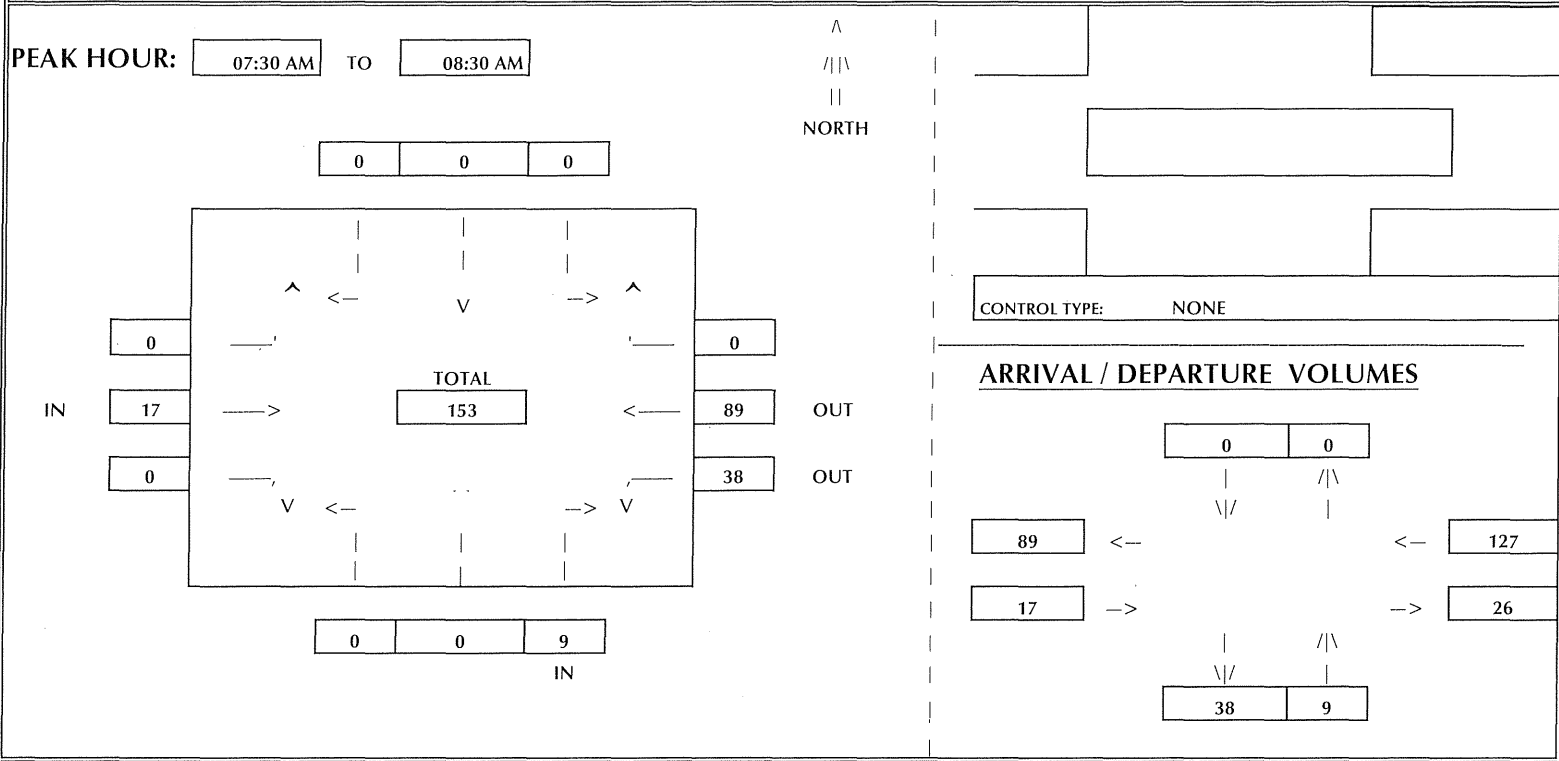 PEAK HOUR: 07:30 AM TO 08:30 AM
NORTH
0 0 0
0 0
TOTAL
IN 17 153 89 OUT
0 38 OUT
0 0 9
IN
CONTROL TYPE: NONE
ARRIVAL / DEPARTURE VOLUMES
0 0
89 127
17 26
38 9